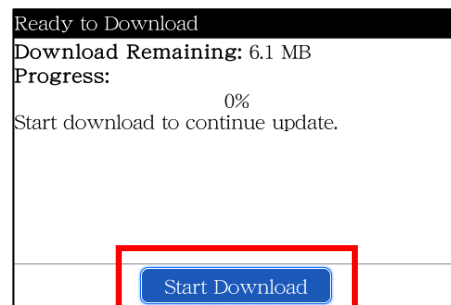 Ready to Download
Download Remaining: 6.1 MB
Progress:
0%
Start download to continue update.
Start Download